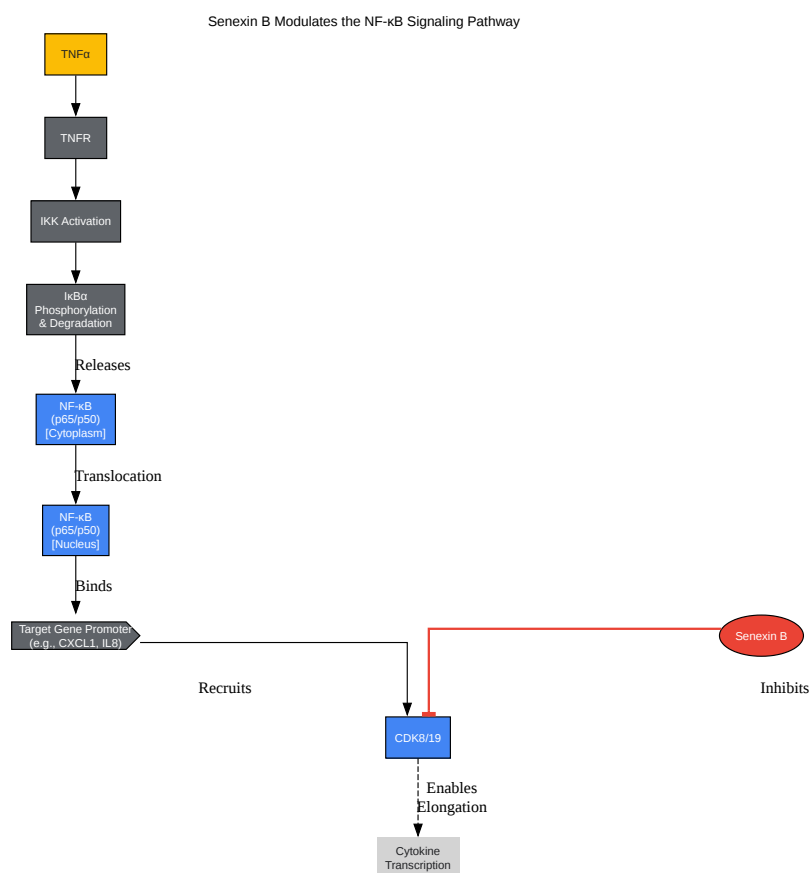 Senexin B Modulates the NF-κB Signaling Pathway
TNFα
TNFR
IKK Activation
IκBα
Phosphorylation
& Degradation
Releases
NF-κB
(p65/p50)
[Cytoplasm]
Translocation
NF-κB
(p65/p50)
[Nucleus]
Binds
Target Gene Promoter
(e.g., CXCL1, IL8)
Senexin B
Recruits
Inhibits
CDK8/19
Enables
Elongation
Cytokine
Transcription